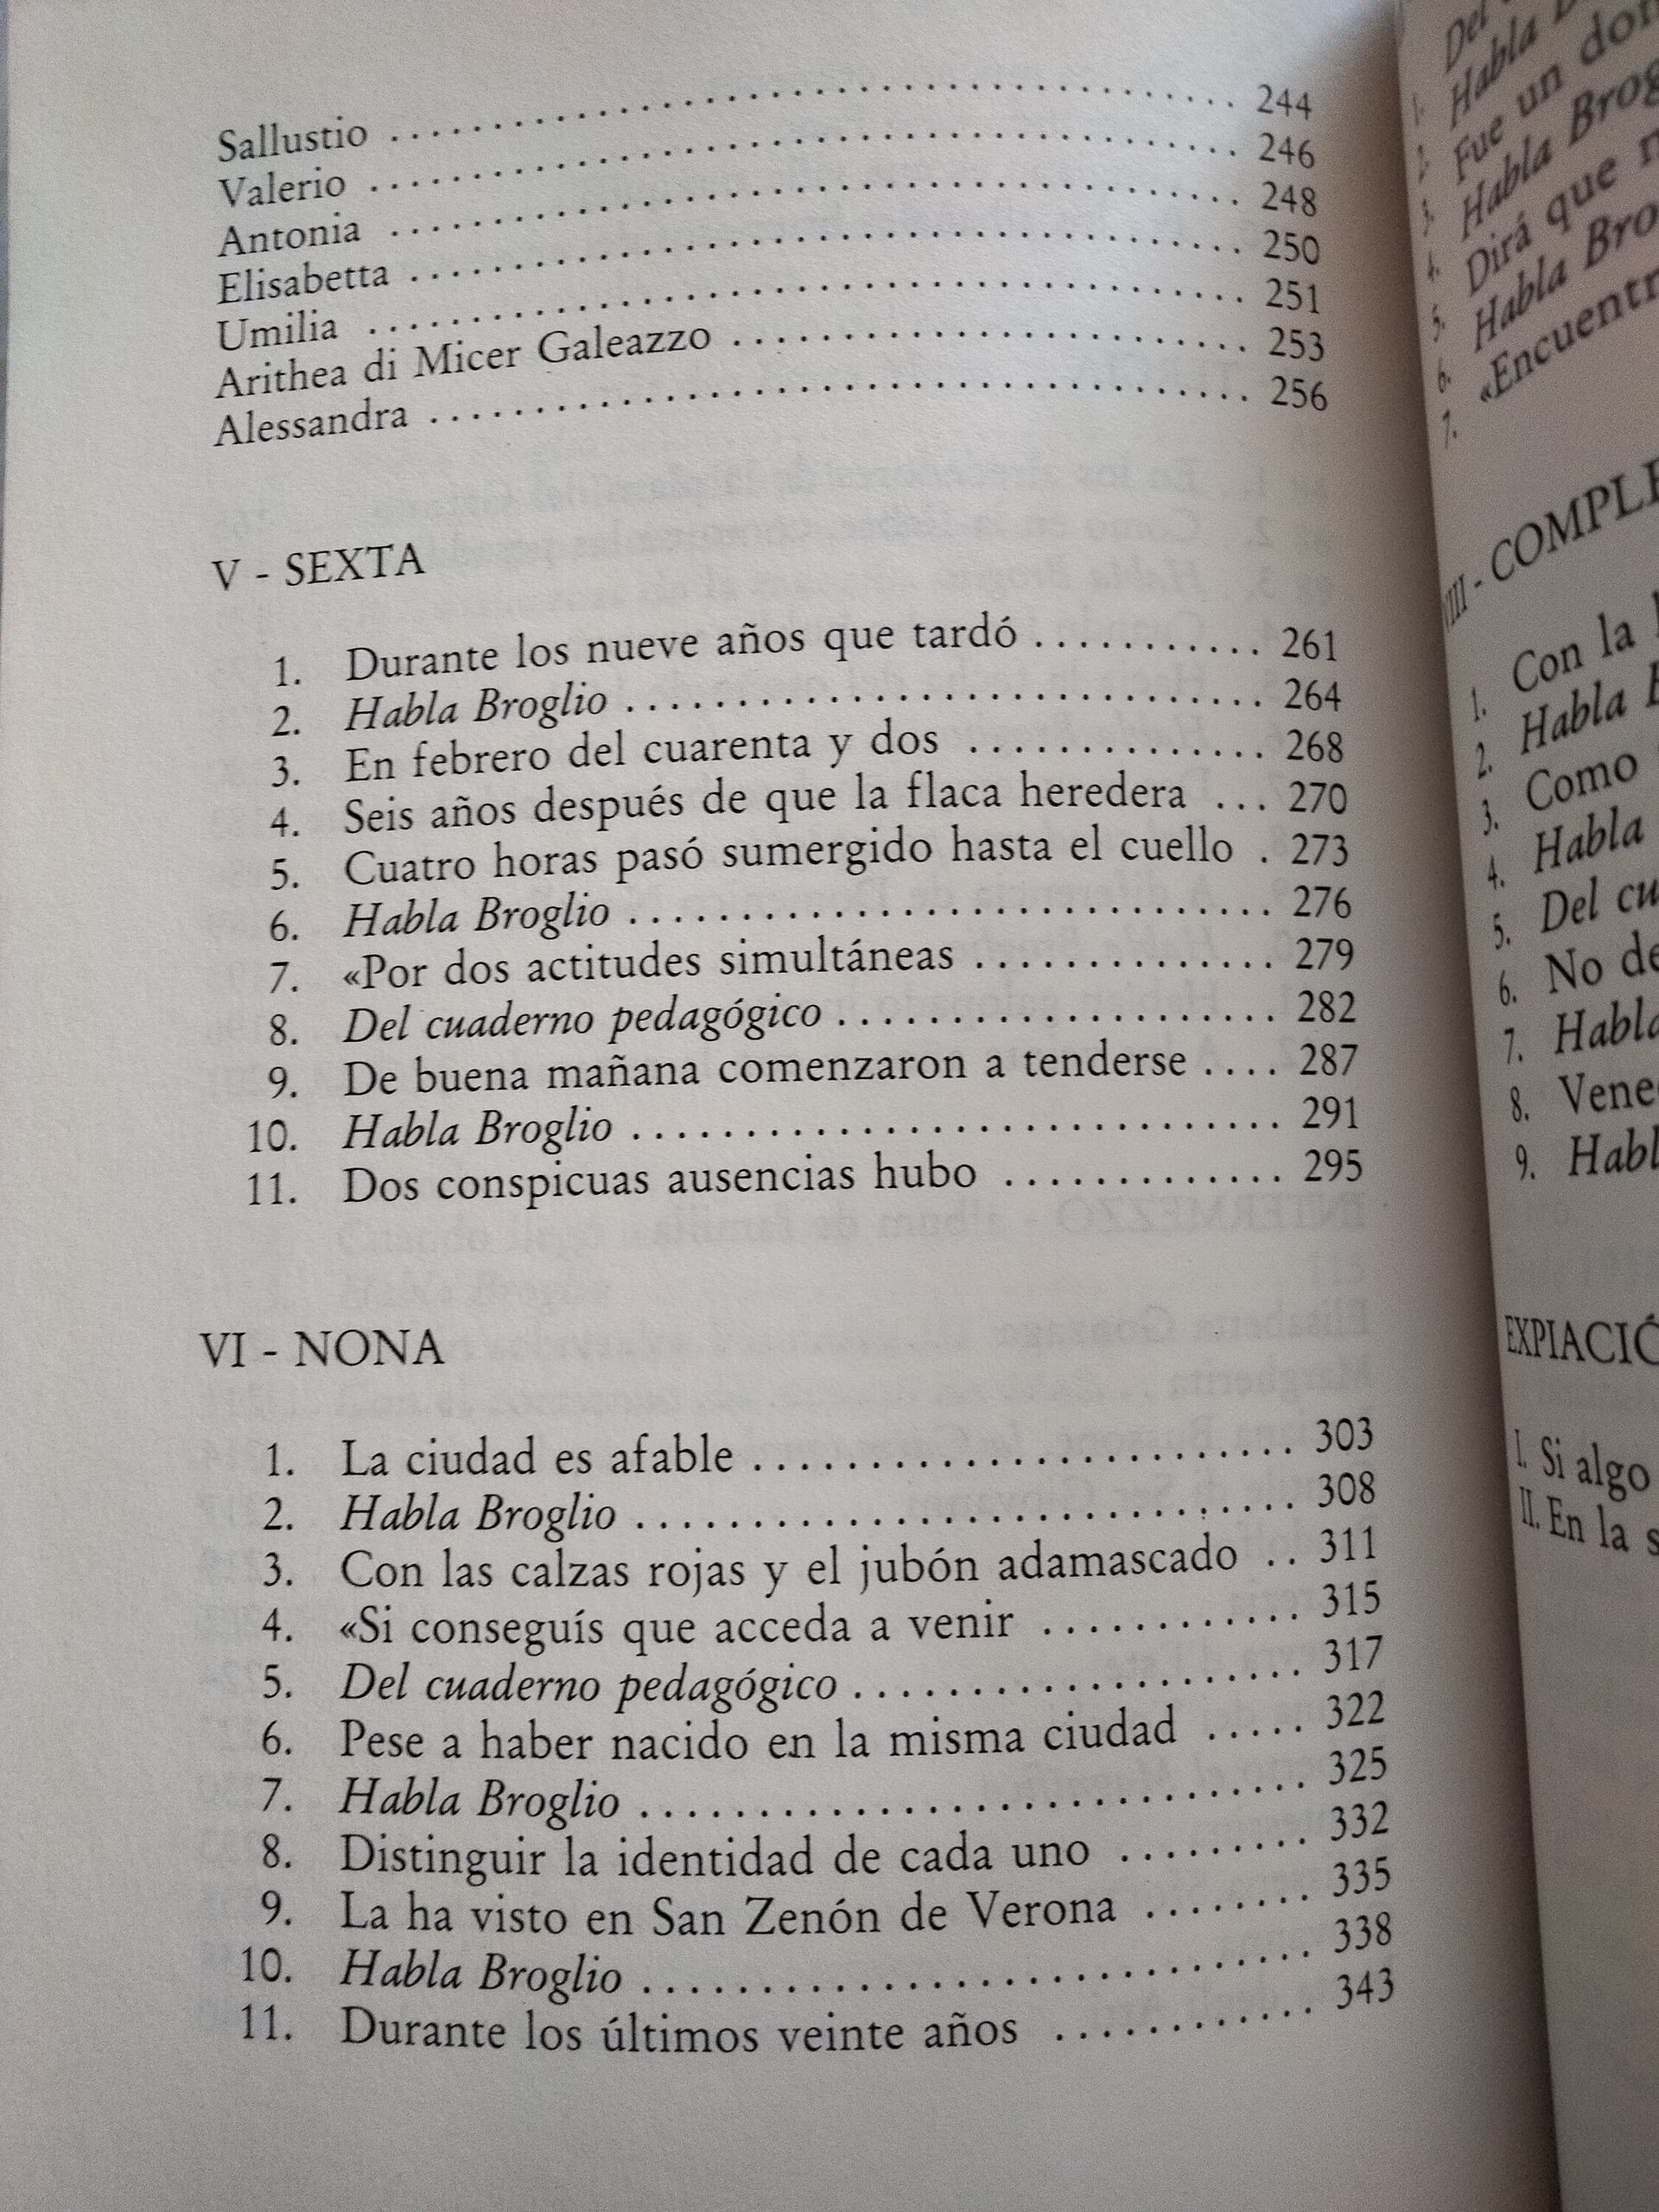 Sallustio ........ 244
Valerio ........ 246
Antonia ........ 248
Elisabetta ........ 250
Umilia ........ 251
Arithea di Micer Galeazzo ........ 253
Alessandra ........ 256
V - SEXTA
1. Durante los nueve años que tardó ........ 261
2. Habla Broglio ........ 264
3. En febrero del cuarenta y dos ........ 268
4. Seis años después de que la flaca heredera ... 270
5. Cuatro horas pasó sumergido hasta el cuello . 273
6. Habla Broglio ........ 276
7. «Por dos actitudes simultáneas ........ 279
8. Del cuaderno pedagógico ........ 282
9. De buena mañana comenzaron a tenderse .... 287
10. Habla Broglio ........ 291
11. Dos conspicuas ausencias hubo ........ 295
VI - NONA
1. La ciudad es afable ........ 303
2. Habla Broglio ........ 308
3. Con las calzas rojas y el jubón adamascado .. 311
4. «Si conseguís que acceda a venir ........ 315
5. Del cuaderno pedagógico ........ 317
6. Pese a haber nacido en la misma ciudad ..... 322
7. Habla Broglio ........ 325
8. Distinguir la identidad de cada uno ........ 332
9. La ha visto en San Zenón de Verona ....... 335
10. Habla Broglio ........ 338
11. Durante los últimos veinte años ........ 343
Del
1. Habla
2. Fue un
3. Habla
4. Dirá que
5. Habla
6.
7.
VIII -
1. Con la
2. Habla
3. Como
4. Habla
5. Del
6. No
7.
8.
9.
I. Si algo
II. En la